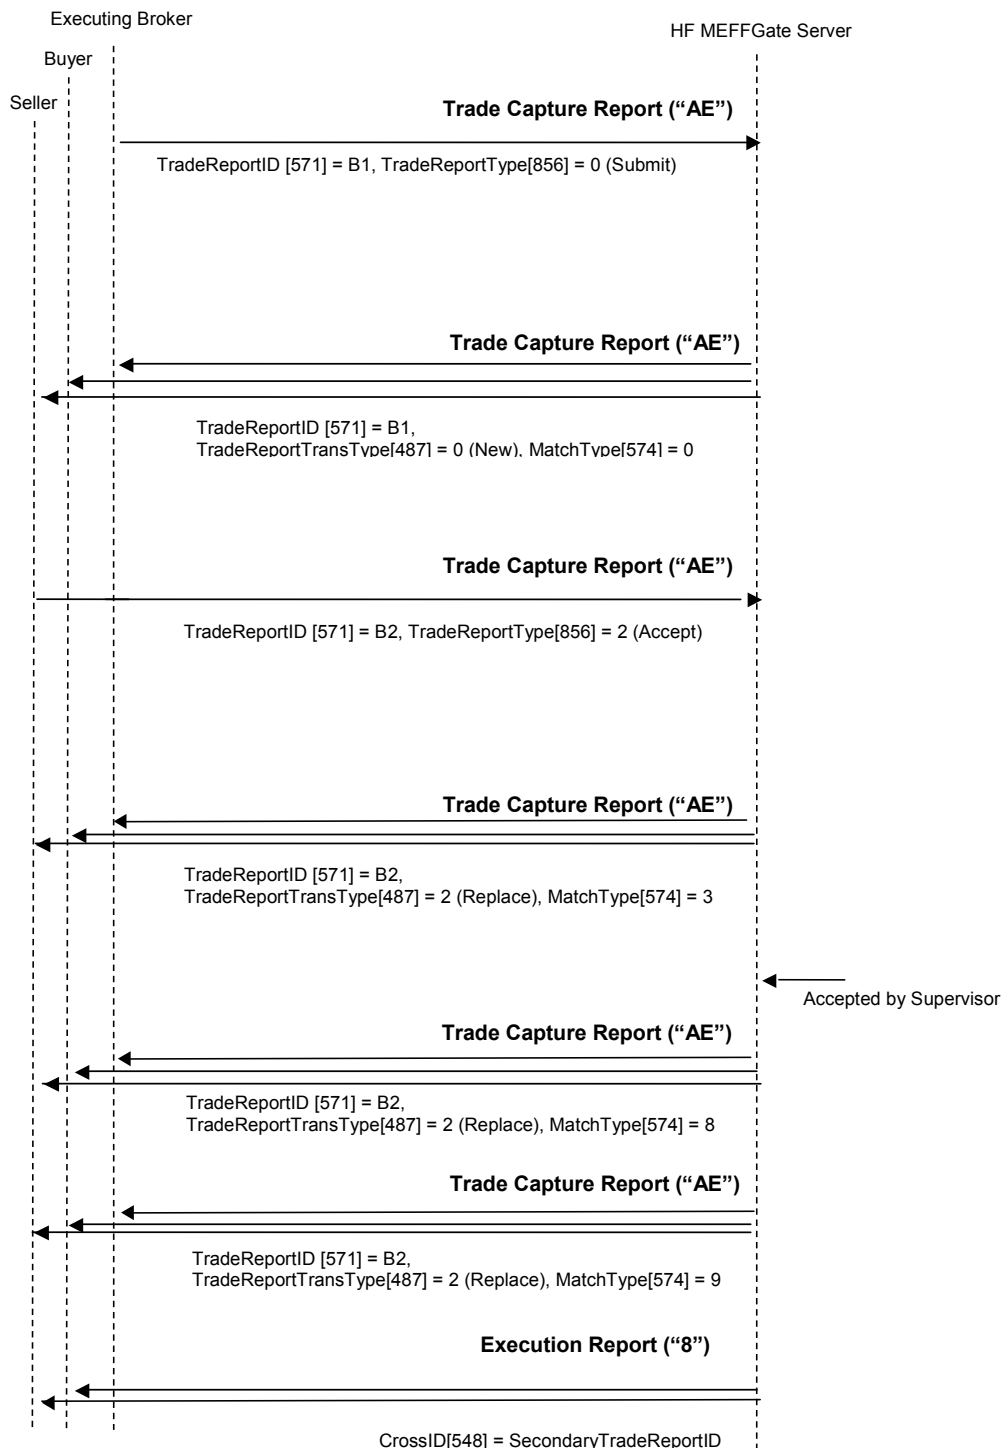 Executing Broker
HF MEFFGate Server
Buyer
Seller
Trade Capture Report (“AE”)
TradeReportID [571] = B1, TradeReportType[856] = 0 (Submit)
Trade Capture Report (“AE”)
TradeReportID [571] = B1,
TradeReportTransType[487] = 0 (New), MatchType[574] = 0
Trade Capture Report (“AE”)
TradeReportID [571] = B2, TradeReportType[856] = 2 (Accept)
Trade Capture Report (“AE”)
TradeReportID [571] = B2,
TradeReportTransType[487] = 2 (Replace), MatchType[574] = 3
Accepted by Supervisor
Trade Capture Report (“AE”)
TradeReportID [571] = B2,
TradeReportTransType[487] = 2 (Replace), MatchType[574] = 8
Trade Capture Report (“AE”)
TradeReportID [571] = B2,
TradeReportTransType[487] = 2 (Replace), MatchType[574] = 9
Execution Report (“8”)
CrossID[548] = SecondaryTradeReportID